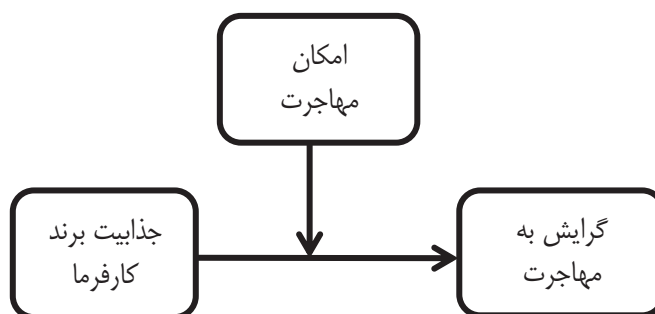 امکان
مهاجرت
جذابیت برند
کارفرما
گرایش به
مهاجرت